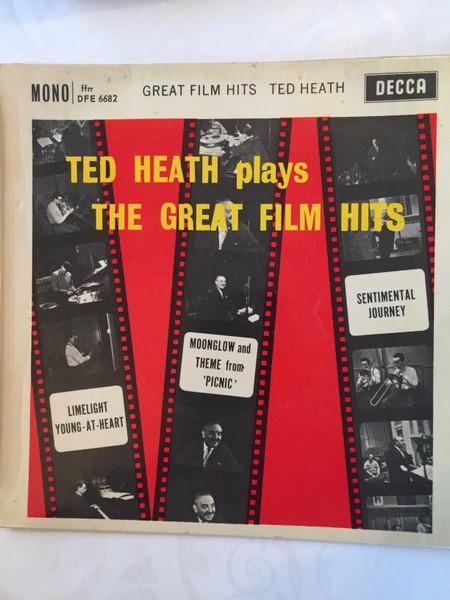 MONO ffrr
DFE 6682
GREAT FILM HITS TED HEATH
DECCA
TED HEATH plays
THE GREAT FILM HITS
SENTIMENTAL
JOURNEY
MOONGLOW and
THEME from
'PICNIC'
LIMELIGHT
YOUNG-AT-HEART